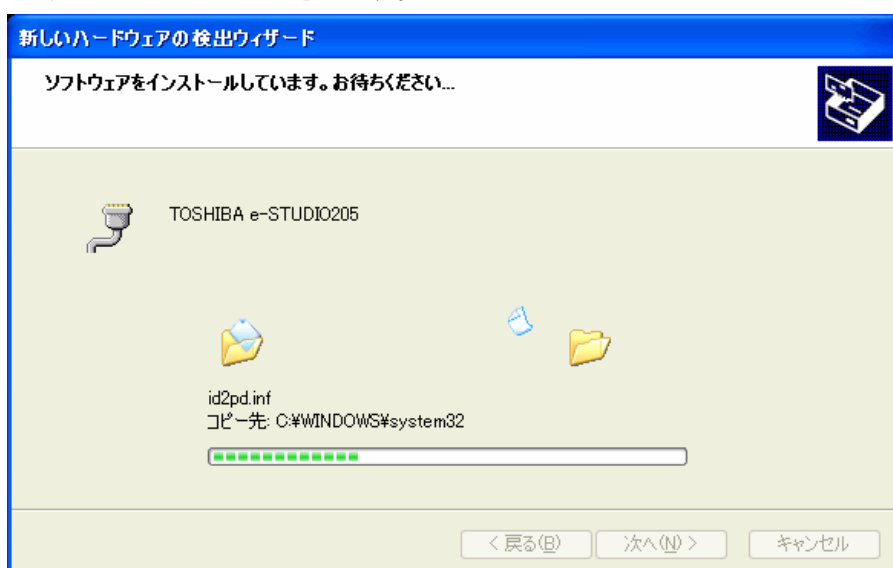 新しいハードウェアの検出ウィザード
ソフトウェアをインストールしています。お待ちください...
TOSHIBA e-STUDIO205
id2pd.inf
コピー先: C:¥WINDOWS¥system32
< 戻る(B) 次へ(N) > キャンセル